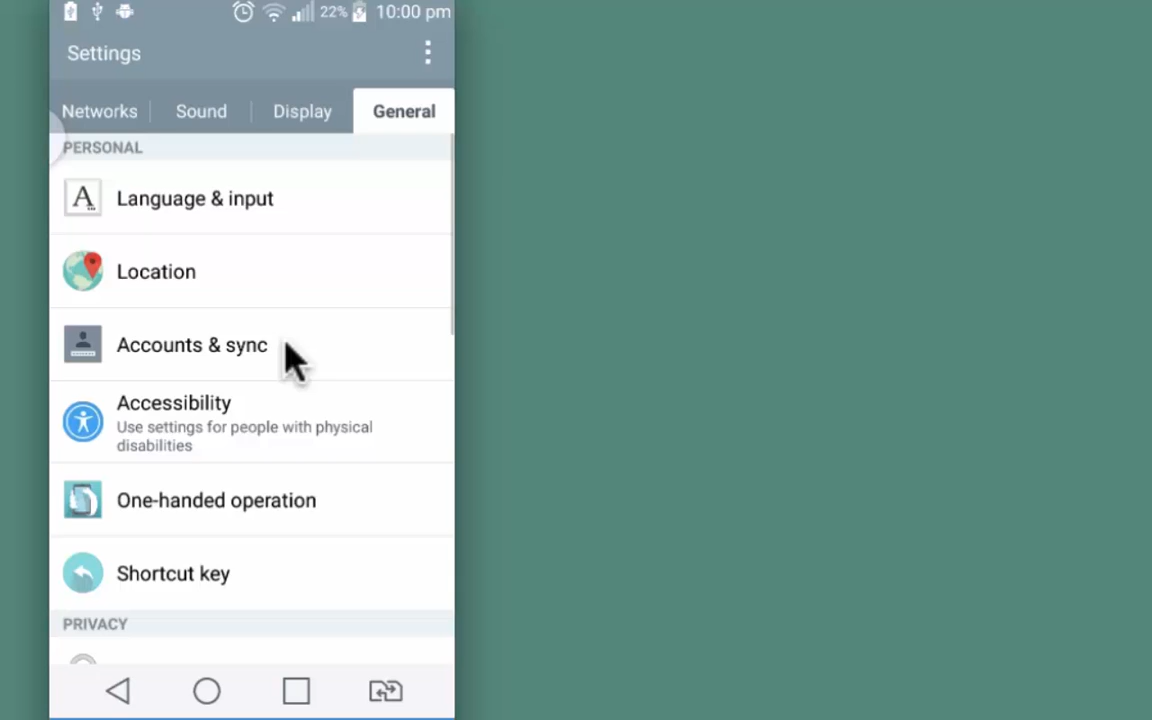 22% 10:00 pm
Settings
Networks Sound Display General
PERSONAL
A
Language & input
Location
Accounts & sync
Accessibility
Use settings for people with physical
disabilities
One-handed operation
Shortcut key
PRIVACY